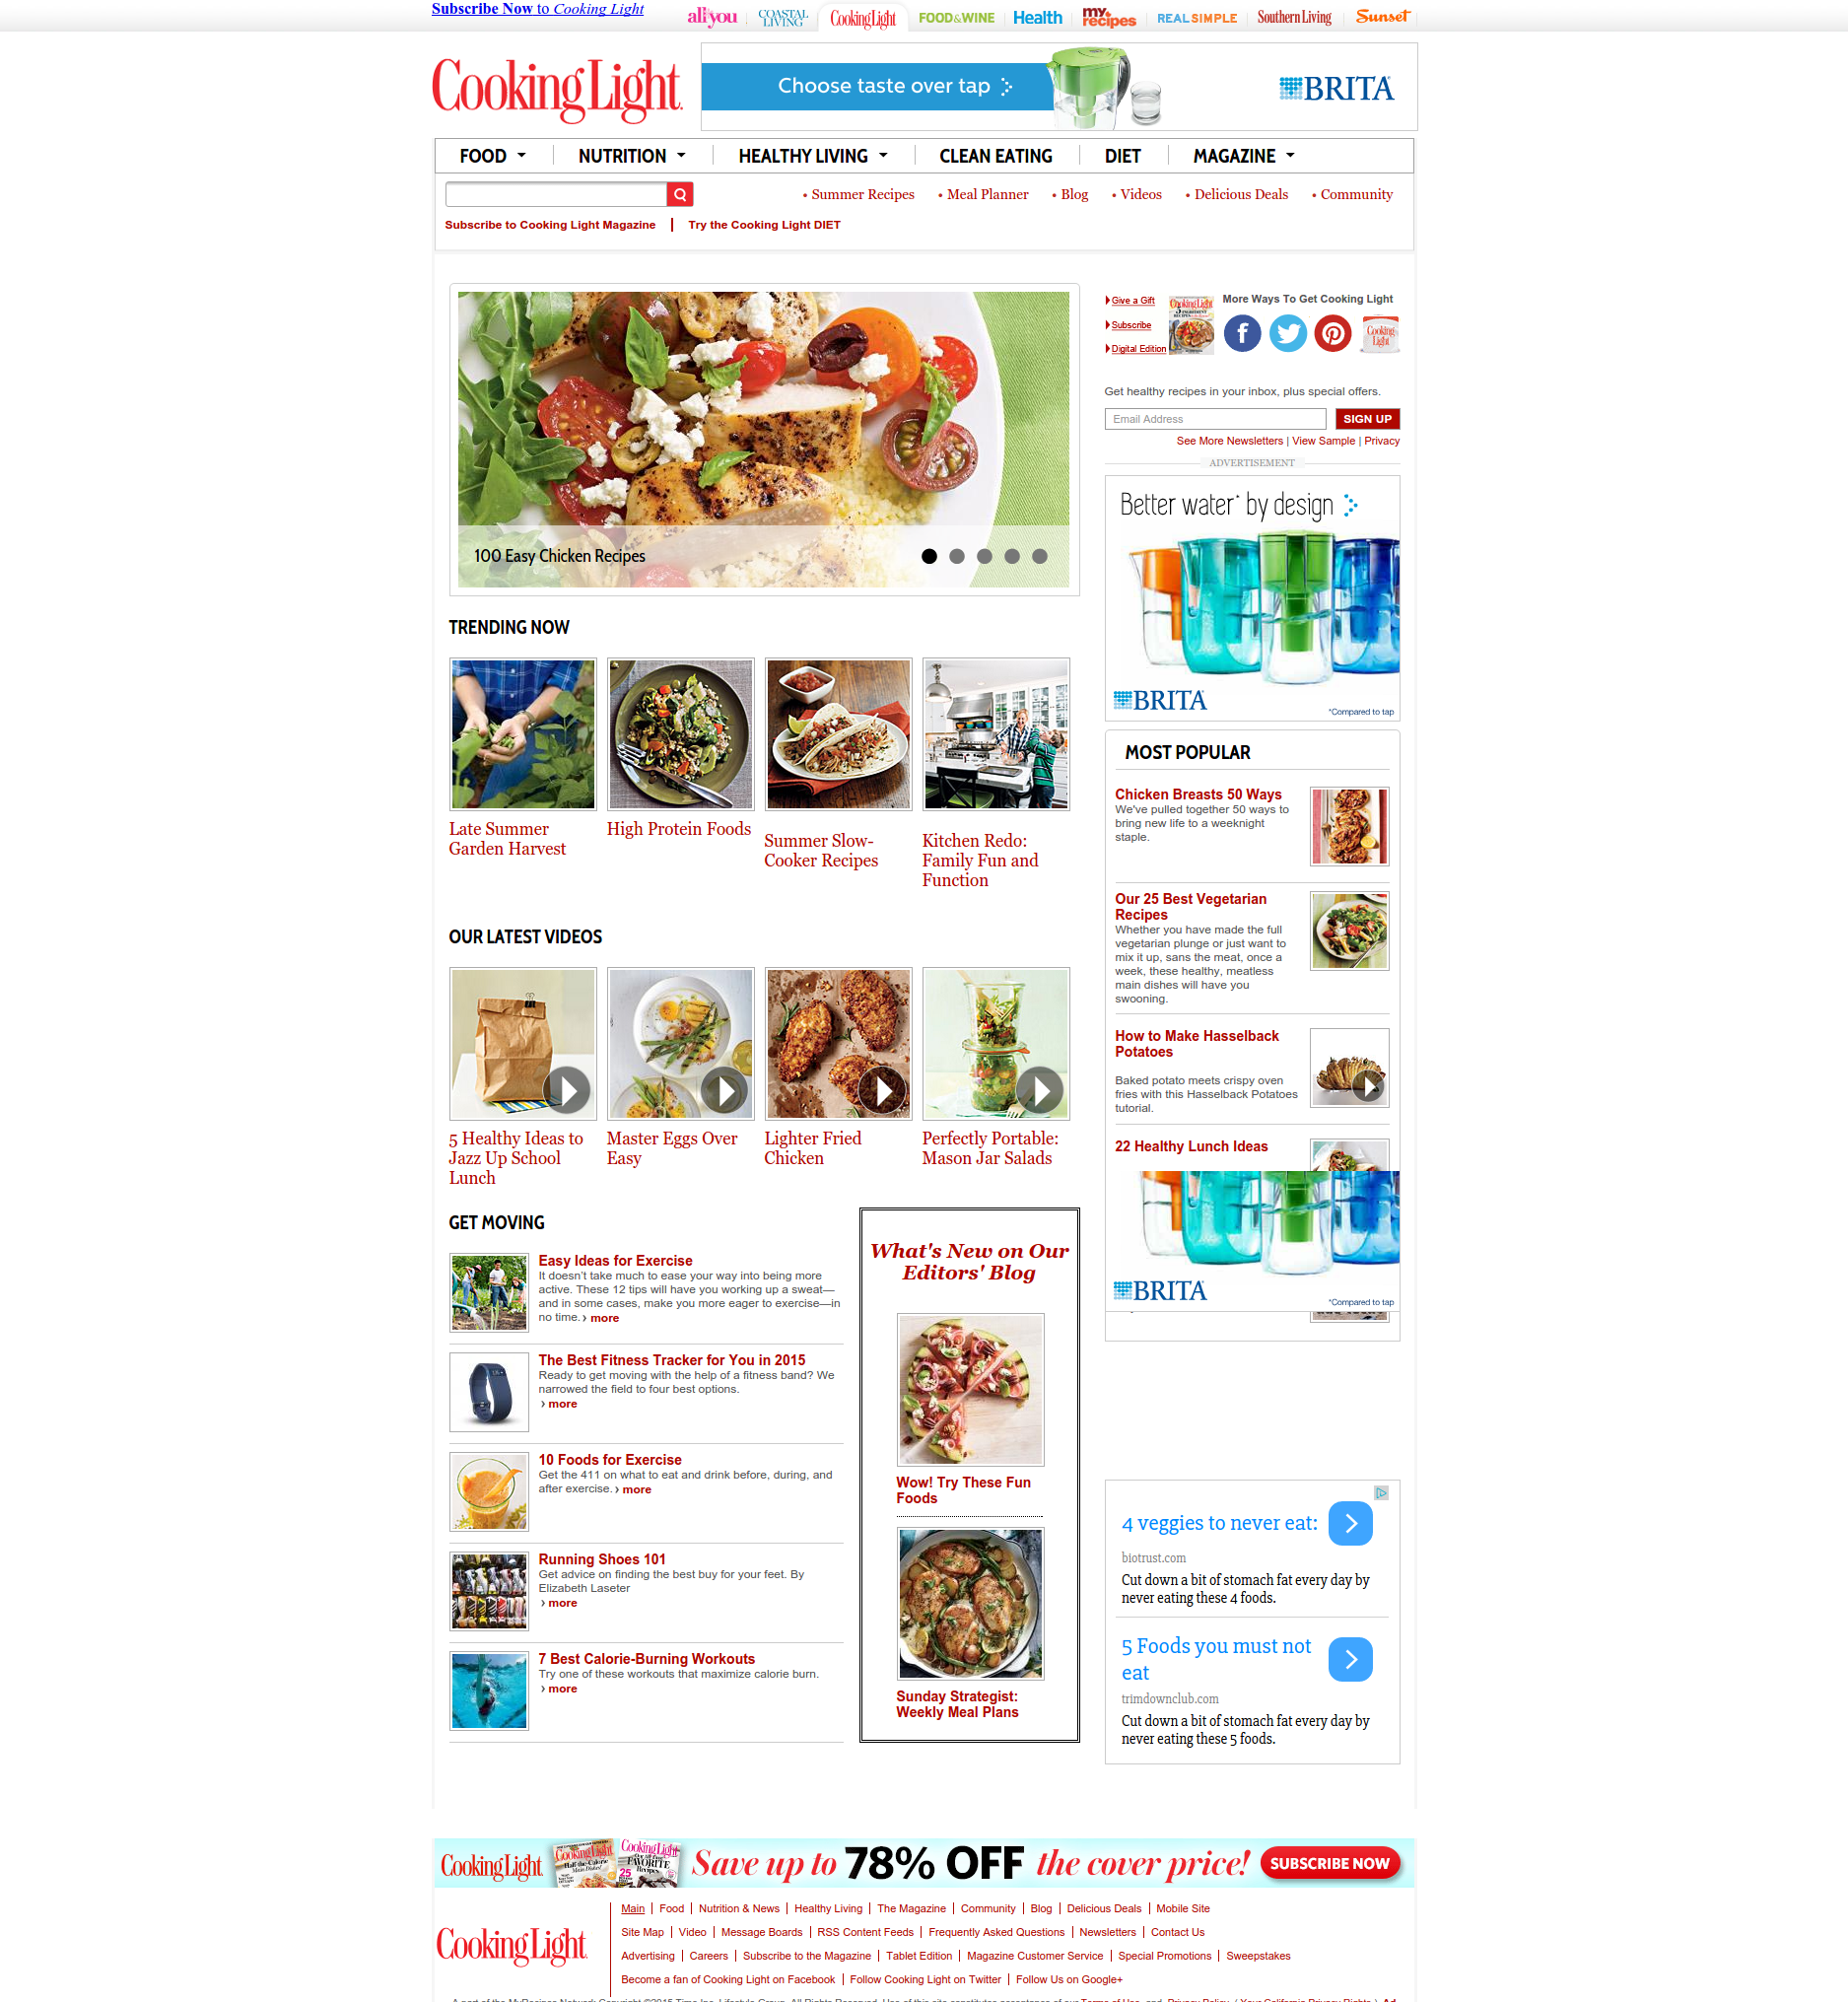 Subscribe Now to Cooking Light
all you
COASTAL LIVING
CookingLight
FOOD&WINE
Health
my recipes
REAL SIMPLE
Southern Living
Sunset
CookingLight
Choose taste over tap
BRITA
FOOD
NUTRITION
HEALTHY LIVING
CLEAN EATING
DIET
MAGAZINE
• Summer Recipes
• Meal Planner
• Blog
• Videos
• Delicious Deals
• Community
Subscribe to Cooking Light Magazine
Try the Cooking Light DIET
100 Easy Chicken Recipes
Give a Gift
Subscribe
Digital Edition
More Ways To Get Cooking Light
Get healthy recipes in your inbox, plus special offers.
Email Address
SIGN UP
See More Newsletters | View Sample | Privacy
ADVERTISEMENT
Better water* by design
BRITA
*Compared to tap
TRENDING NOW
Late Summer
Garden Harvest
High Protein Foods
Summer Slow-
Cooker Recipes
Kitchen Redo:
Family Fun and
Function
OUR LATEST VIDEOS
5 Healthy Ideas to
Jazz Up School
Lunch
Master Eggs Over
Easy
Lighter Fried
Chicken
Perfectly Portable:
Mason Jar Salads
MOST POPULAR
Chicken Breasts 50 Ways
We've pulled together 50 ways to
bring new life to a weeknight
staple.
Our 25 Best Vegetarian
Recipes
Whether you have made the full
vegetarian plunge or just want to
mix it up, sans the meat, once a
week, these healthy, meatless
main dishes will have you
swooning.
How to Make Hasselback
Potatoes
Baked potato meets crispy oven
fries with this Hasselback Potatoes
tutorial.
22 Healthy Lunch Ideas
BRITA
*Compared to tap
GET MOVING
Easy Ideas for Exercise
It doesn't take much to ease your way into being more
active. These 12 tips will have you working up a sweat—
and in some cases, make you more eager to exercise—in
no time. › more
The Best Fitness Tracker for You in 2015
Ready to get moving with the help of a fitness band? We
narrowed the field to four best options.
› more
10 Foods for Exercise
Get the 411 on what to eat and drink before, during, and
after exercise. › more
Running Shoes 101
Get advice on finding the best buy for your feet. By
Elizabeth Laseter
› more
7 Best Calorie-Burning Workouts
Try one of these workouts that maximize calorie burn.
› more
What's New on Our
Editors' Blog
Wow! Try These Fun
Foods
Sunday Strategist:
Weekly Meal Plans
4 veggies to never eat:
biotrust.com
Cut down a bit of stomach fat every day by
never eating these 4 foods.
5 Foods you must not
eat
trimdownclub.com
Cut down a bit of stomach fat every day by
never eating these 5 foods.
CookingLight Save up to 78% OFF the cover price! SUBSCRIBE NOW
CookingLight
Main | Food | Nutrition & News | Healthy Living | The Magazine | Community | Blog | Delicious Deals | Mobile Site
Site Map | Video | Message Boards | RSS Content Feeds | Frequently Asked Questions | Newsletters | Contact Us
Advertising | Careers | Subscribe to the Magazine | Tablet Edition | Magazine Customer Service | Special Promotions | Sweepstakes
Become a fan of Cooking Light on Facebook | Follow Cooking Light on Twitter | Follow Us on Google+